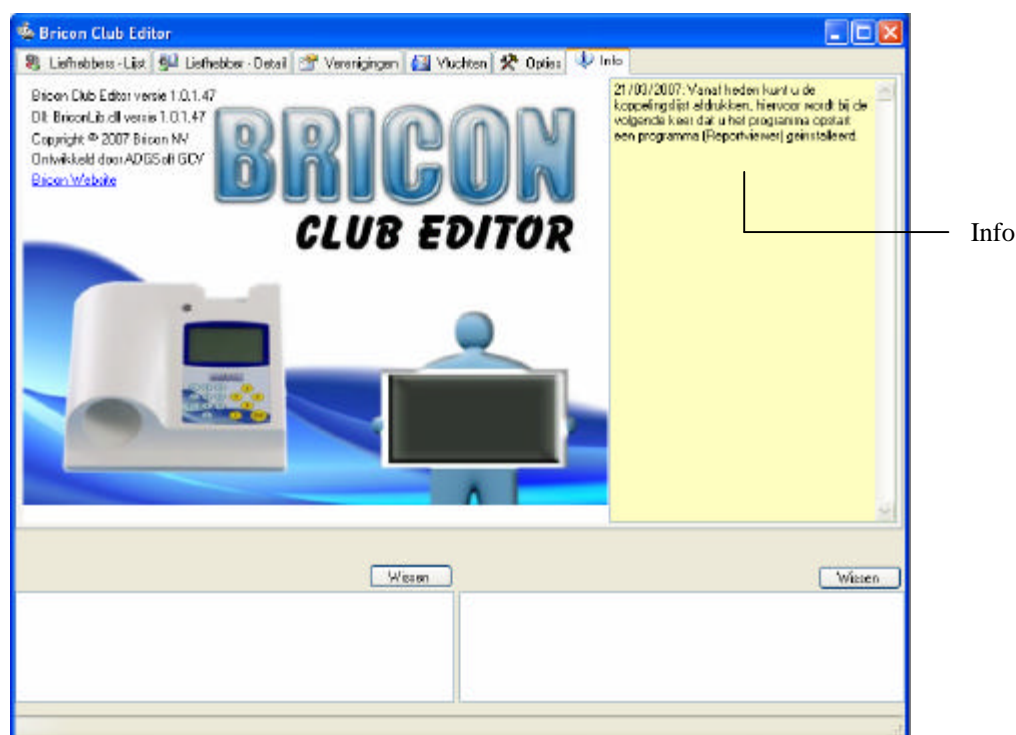 Bricon Club Editor
Liefhebbers - Lijst Liefhebber - Detail Verenigingen Vluchten Opties Info
Bricon Club Editor versie 1.0.1.47
Dll: BriconLib.dll versie 1.0.1.47
Copyright © 2007 Bricon NV
Ontwikkeld door ADGSoft GCV
Bricon Website
BRICON
CLUB EDITOR
21/03/2007: Vanaf heden kunt u de
koppelingslijst afdrukken, hiervoor wordt bij de
volgende keer dat u het programma opstart
een programma (Reportviewer) geinstalleerd.
Info
Wissen Wissen